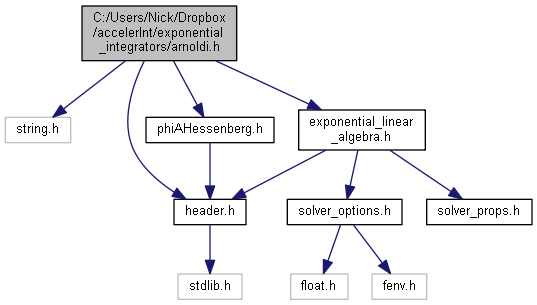 C:/Users/Nick/Dropbox
/accelerInt/exponential
_integrators/arnoldi.h
string.h
phiAHessenberg.h
exponential_linear
_algebra.h
header.h
solver_options.h
solver_props.h
stdlib.h
float.h
fenv.h